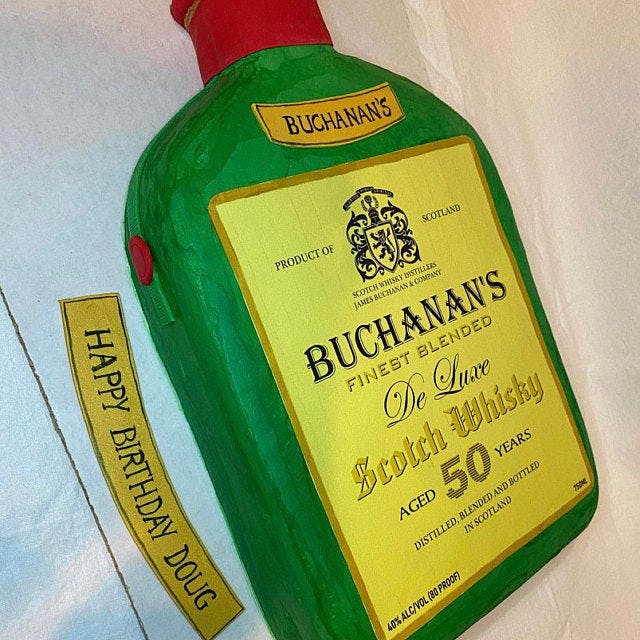 BUCHANAN'S
PRODUCT OF
SCOTLAND
SCOTCH WHISKY DISTILLERS
JAMES BUCHANAN & COMPANY
BUCHANAN'S
FINEST BLENDED
De Luxe
Scotch Whisky
AGED 50 YEARS
DISTILLED, BLENDED AND BOTTLED
IN SCOTLAND
750ML
40% ALC/VOL (80 PROOF)
HAPPY BIRTHDAY DOUG